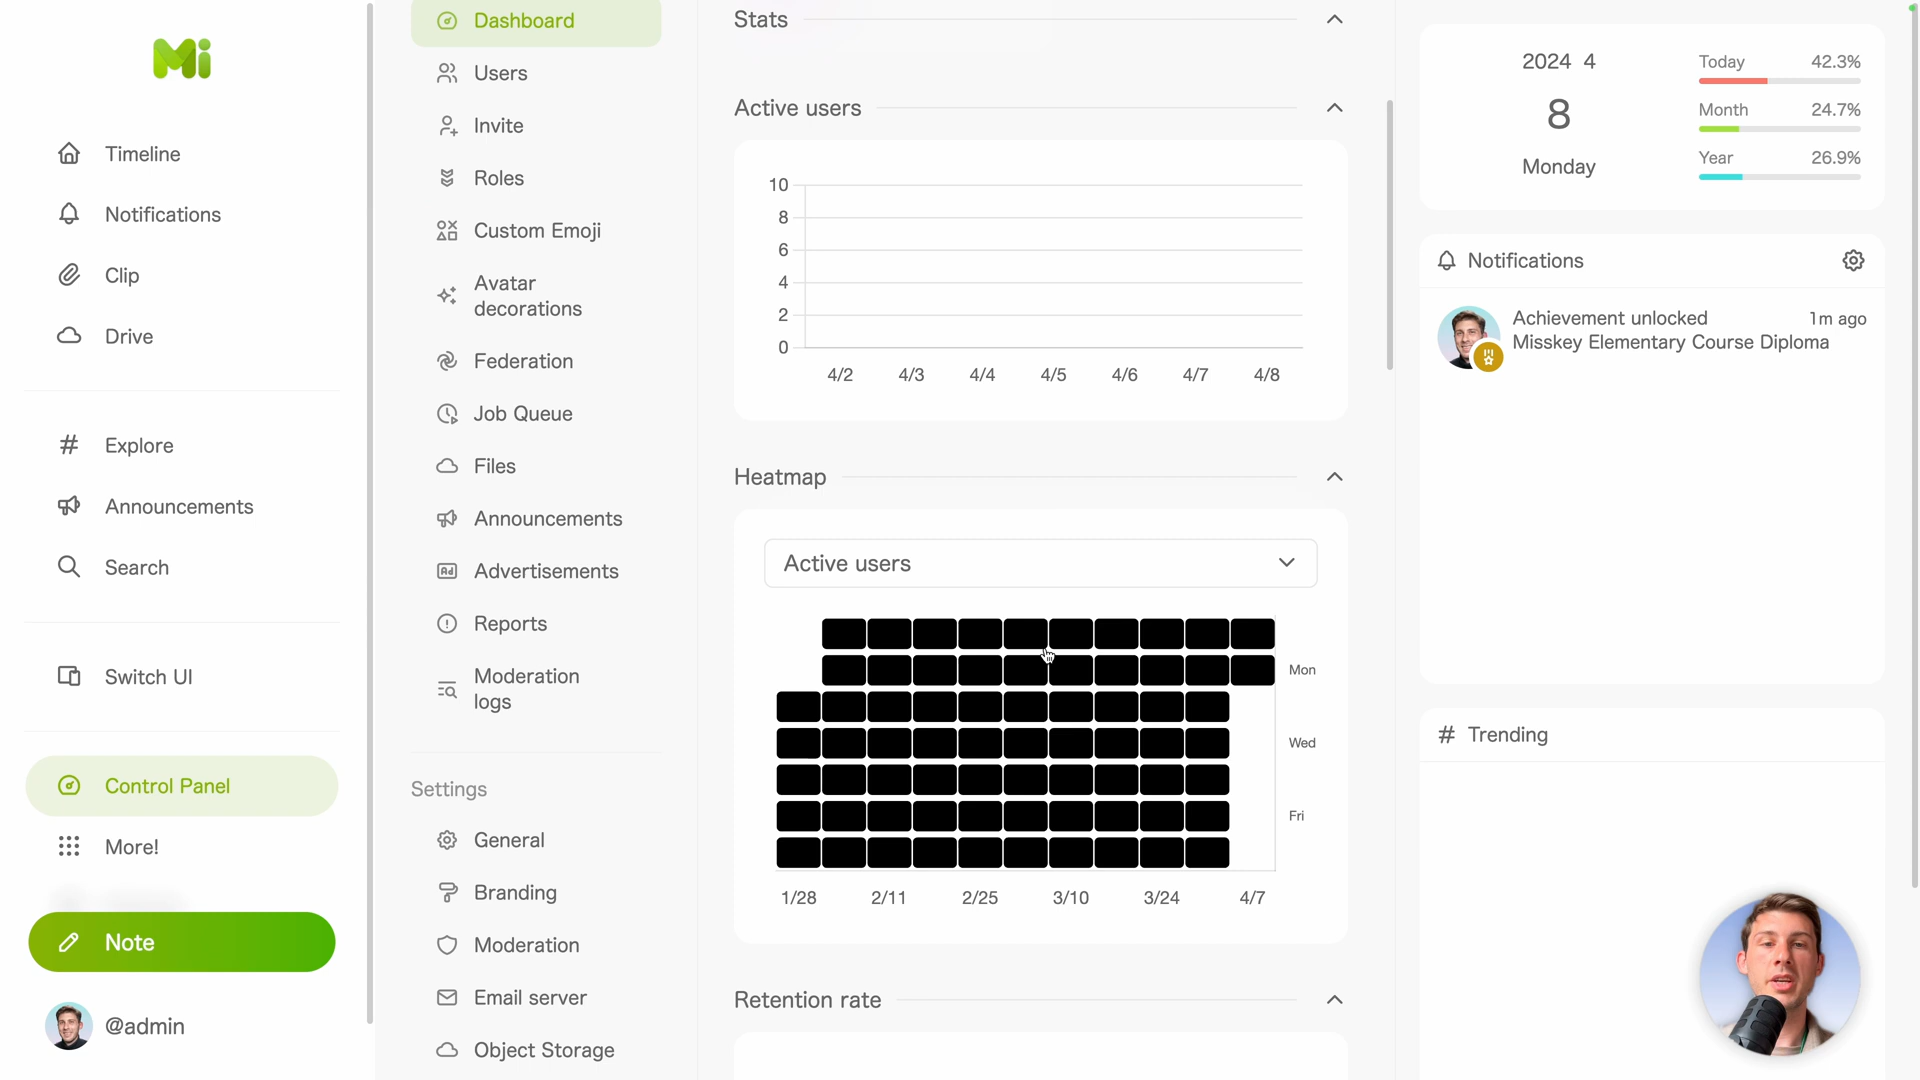 Mi
Timeline
Notifications
Clip
Drive
Explore
Announcements
Search
Switch UI
Control Panel
More!
Note
@admin
Dashboard
Users
Invite
Roles
Custom Emoji
Avatar
decorations
Federation
Job Queue
Files
Announcements
Ad Advertisements
Reports
Moderation
logs
Settings
General
Branding
Moderation
Email server
Object Storage
Stats
Active users
10
8
6
4
2
0
4/2 4/3 4/4 4/5 4/6 4/7 4/8
Heatmap
Active users
Mon
Wed
Fri
1/28 2/11 2/25 3/10 3/24 4/7
Retention rate
2024 4
8
Monday
Today 42.3%
Month 24.7%
Year 26.9%
Notifications
Achievement unlocked 1m ago
Misskey Elementary Course Diploma
# Trending